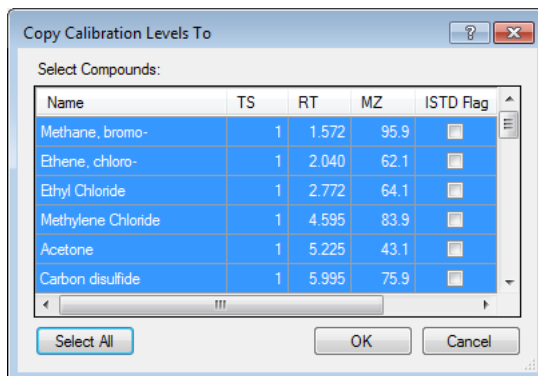 Copy Calibration Levels To
Select Compounds:
Name TS RT MZ ISTD Flag
Methane, bromo- 1 1.572 95.9
Ethene, chloro- 1 2.040 62.1
Ethyl Chloride 1 2.772 64.1
Methylene Chloride 1 4.595 83.9
Acetone 1 5.225 43.1
Carbon disulfide 1 5.995 75.9
Select All OK Cancel